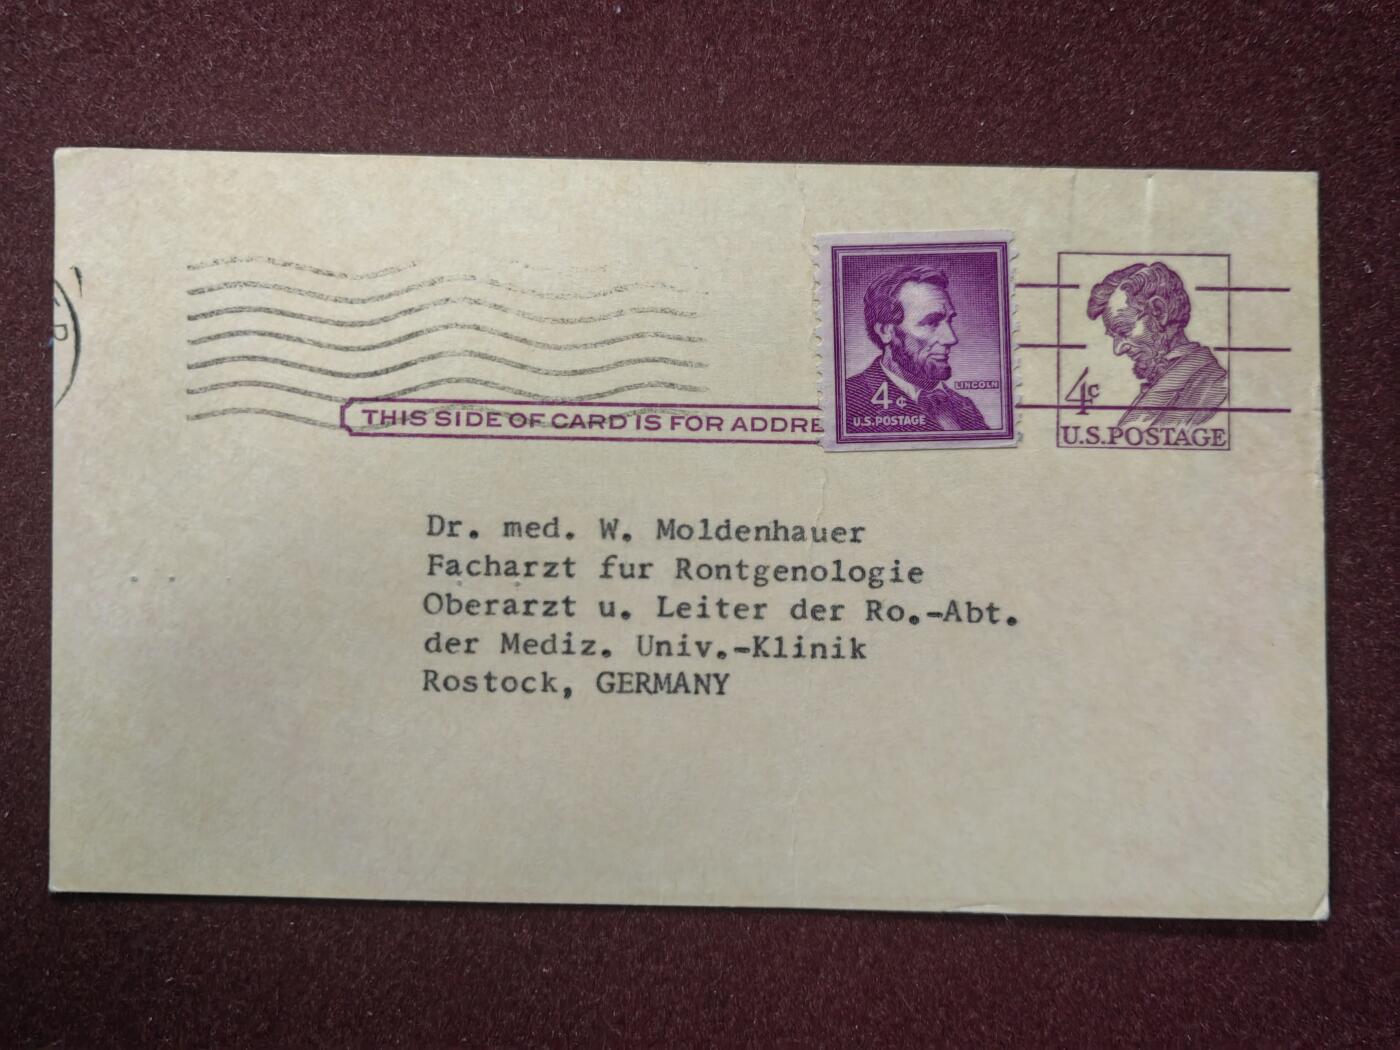 THIS SIDE OF CARD IS FOR ADDRE
4¢ LINCOLN
U.S.POSTAGE
4c
U.S.POSTAGE
Dr. med. W. Moldenhauer
Facharzt fur Rontgenologie
Oberarzt u. Leiter der Ro.-Abt.
der Mediz. Univ.-Klinik
Rostock, GERMANY